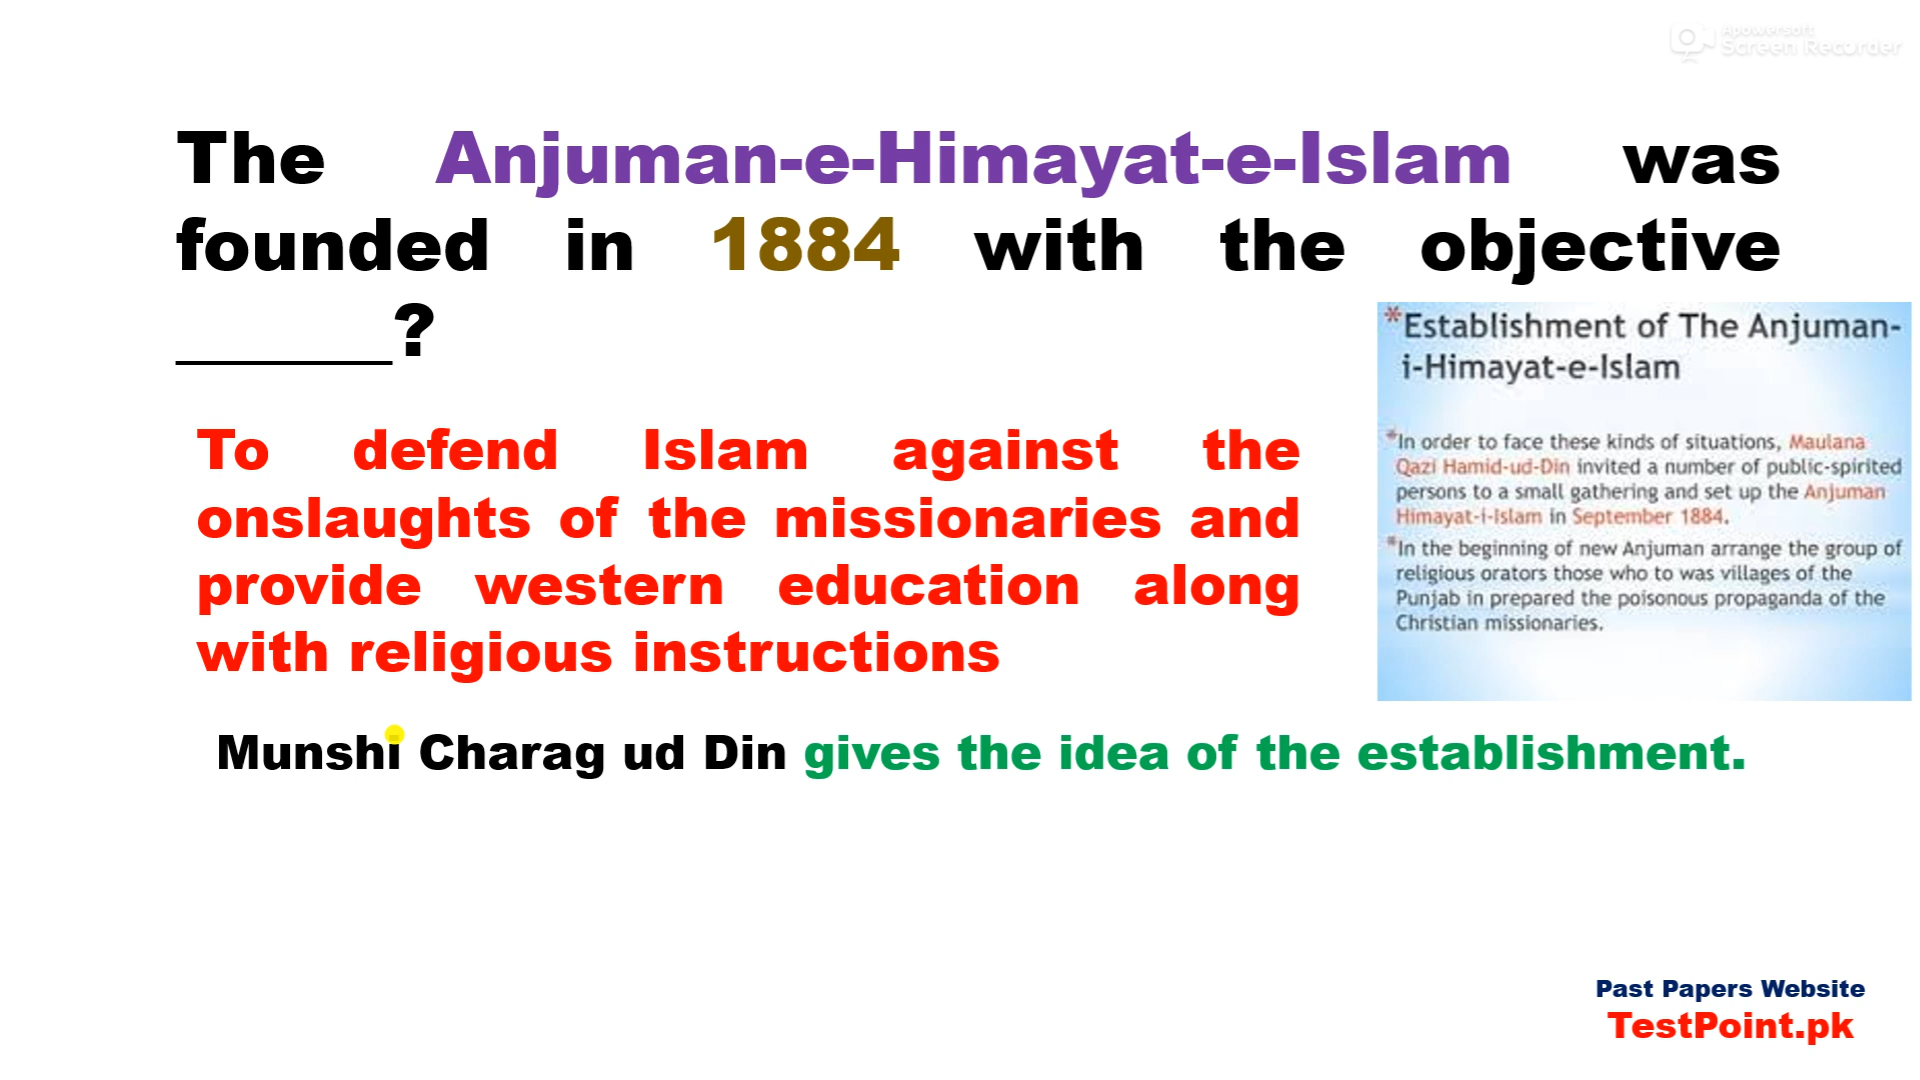 Apowersoft
Screen Recorder
The Anjuman-e-Himayat-e-Islam was
founded in 1884 with the objective
______?
To defend Islam against the
onslaughts of the missionaries and
provide western education along
with religious instructions
*Establishment of The Anjuman-
i-Himayat-e-Islam
*In order to face these kinds of situations, Maulana
Qazi Hamid-ud-Din invited a number of public-spirited
persons to a small gathering and set up the Anjuman
Himayat-i-Islam in September 1884.
*In the beginning of new Anjuman arrange the group of
religious orators those who to was villages of the
Punjab in prepared the poisonous propaganda of the
Christian missionaries.
Munshi Charag ud Din gives the idea of the establishment.
Past Papers Website
TestPoint.pk